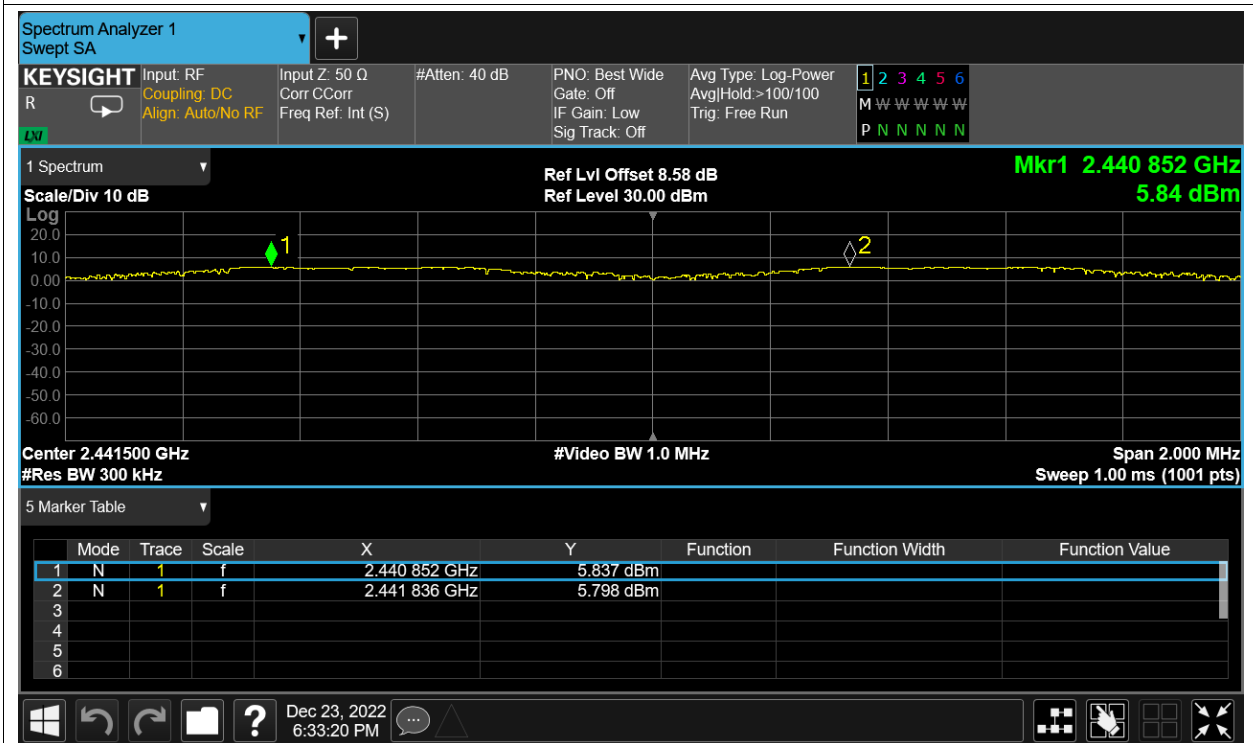 Spectrum Analyzer 1
Swept SA
KEYSIGHT
R
LXI
Input: RF
Coupling: DC
Align: Auto/No RF
Input Z: 50 Ω
Corr CCorr
Freq Ref: Int (S)
#Atten: 40 dB
PNO: Best Wide
Gate: Off
IF Gain: Low
Sig Track: Off
Avg Type: Log-Power
Avg|Hold:>100/100
Trig: Free Run
1 2 3 4 5 6
M W W W W W
P N N N N N
1 Spectrum
Scale/Div 10 dB
Ref Lvl Offset 8.58 dB
Ref Level 30.00 dBm
Mkr1 2.440 852 GHz
5.84 dBm
Log
20.0
10.0
0.00
-10.0
-20.0
-30.0
-40.0
-50.0
-60.0
1
2
Center 2.441500 GHz
#Video BW 1.0 MHz
Span 2.000 MHz
#Res BW 300 kHz
Sweep 1.00 ms (1001 pts)
5 Marker Table
Mode Trace Scale X Y Function Function Width Function Value
1 N 1 f 2.440 852 GHz 5.837 dBm
2 N 1 f 2.441 836 GHz 5.798 dBm
3
4
5
6
?
Dec 23, 2022
6:33:20 PM